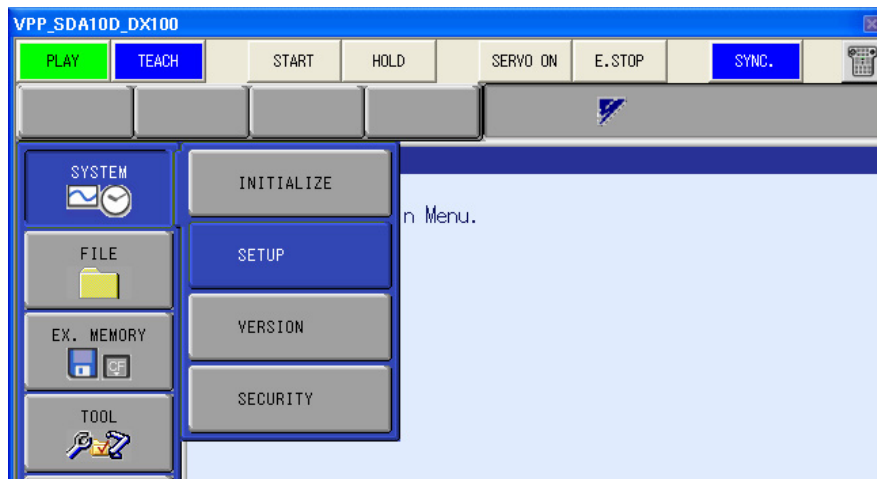 VPP_SDA10D_DX100
PLAY TEACH START HOLD SERVO ON E.STOP SYNC.
SYSTEM
INITIALIZE
n Menu.
FILE
SETUP
EX. MEMORY
CF
VERSION
TOOL
SECURITY